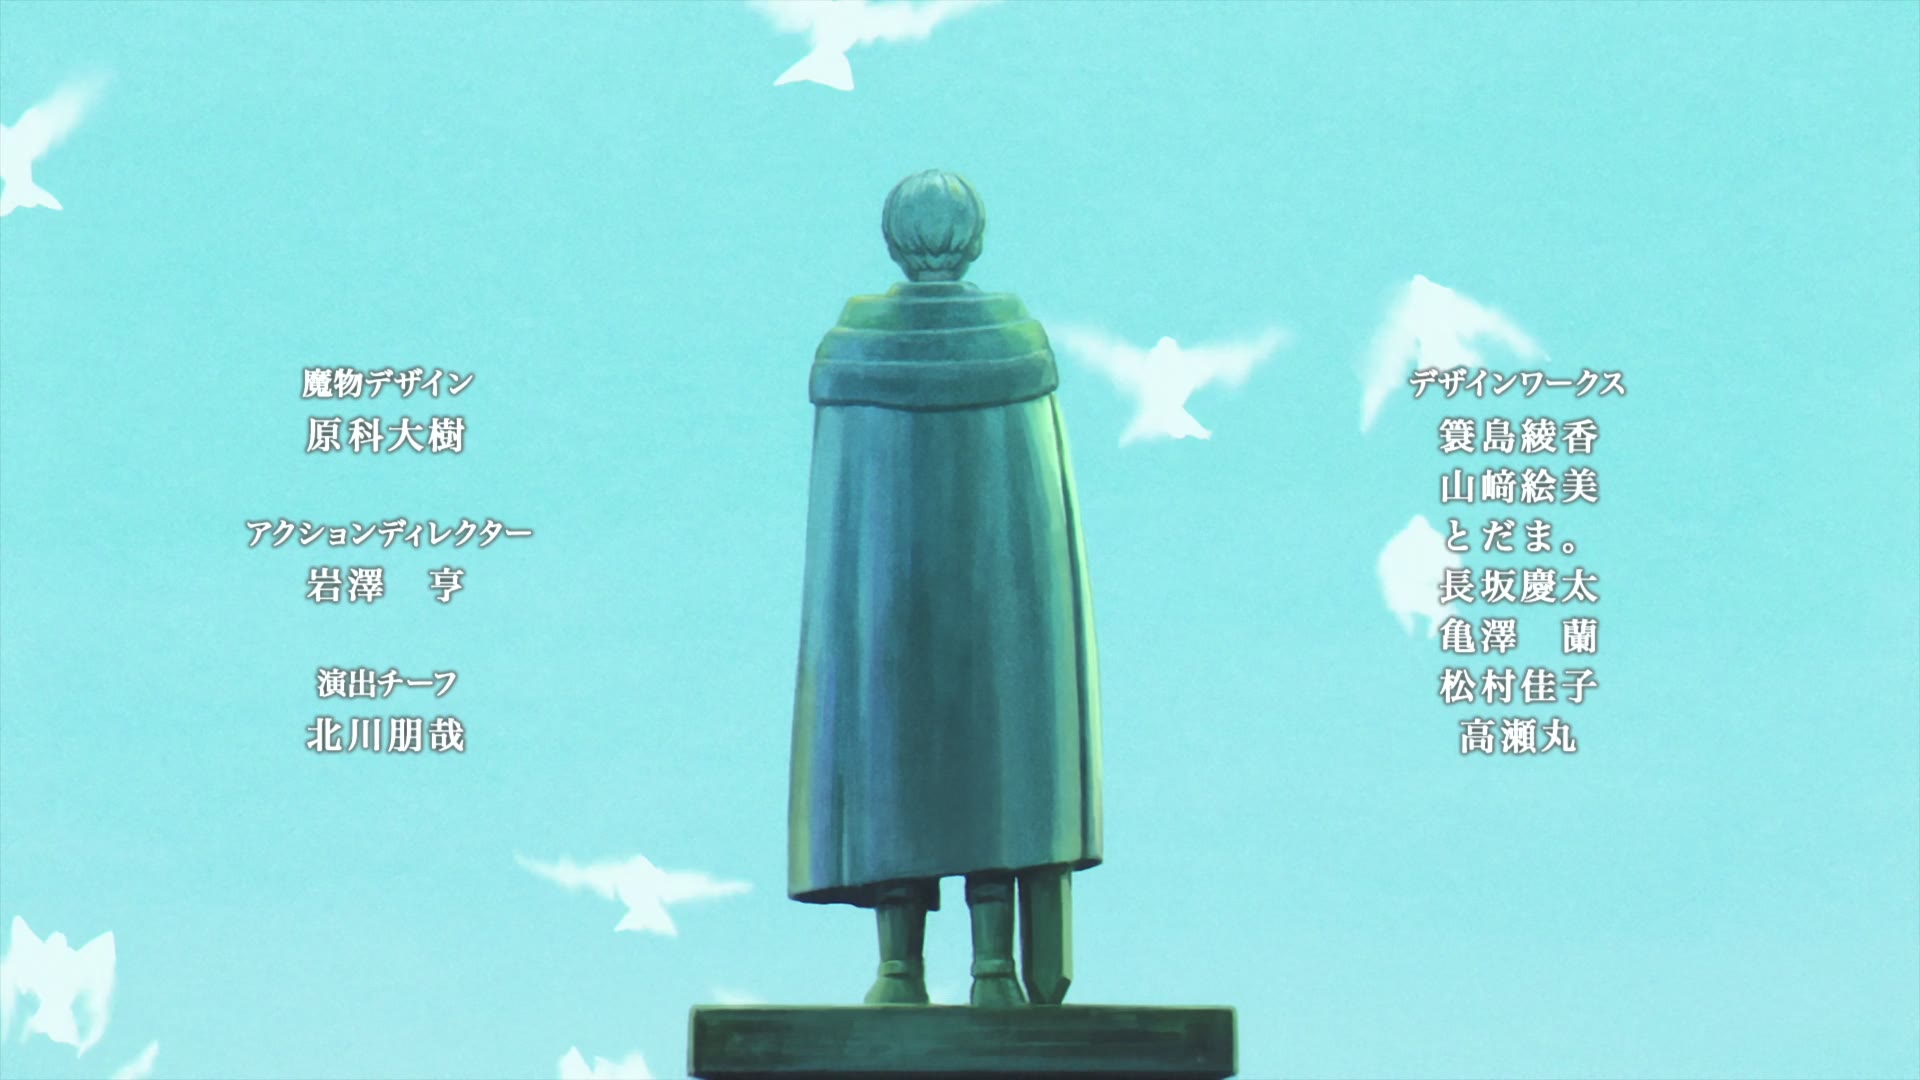 魔物デザイン
原科大樹
アクションディレクター
岩澤　亨
演出チーフ
北川朋哉
デザインワークス
簑島綾香
山﨑絵美
とだま。
長坂慶太
亀澤　蘭
松村佳子
高瀬丸